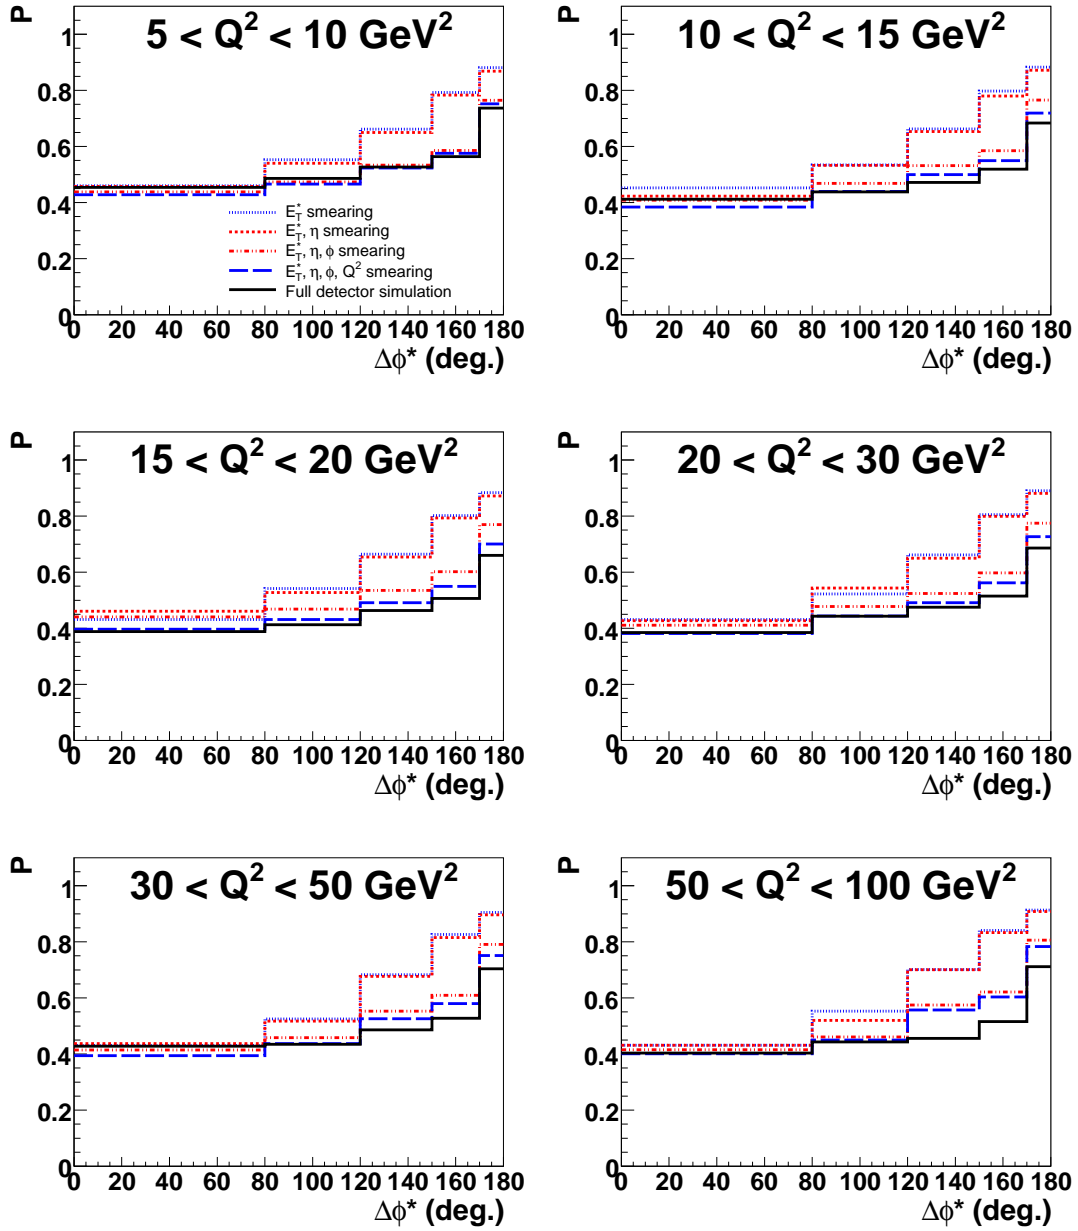 P
5 < Q² < 10 GeV²
1
0.8
0.6
0.4
0.2
0
E_T^* smearing
E_T^*, η smearing
E_T^*, η, ϕ smearing
E_T^*, η, ϕ, Q² smearing
Full detector simulation
0 20 40 60 80 100 120 140 160 180
Δϕ* (deg.)
P
10 < Q² < 15 GeV²
1
0.8
0.6
0.4
0.2
0
0 20 40 60 80 100 120 140 160 180
Δϕ* (deg.)
P
15 < Q² < 20 GeV²
1
0.8
0.6
0.4
0.2
0
0 20 40 60 80 100 120 140 160 180
Δϕ* (deg.)
P
20 < Q² < 30 GeV²
1
0.8
0.6
0.4
0.2
0
0 20 40 60 80 100 120 140 160 180
Δϕ* (deg.)
P
30 < Q² < 50 GeV²
1
0.8
0.6
0.4
0.2
0
0 20 40 60 80 100 120 140 160 180
Δϕ* (deg.)
P
50 < Q² < 100 GeV²
1
0.8
0.6
0.4
0.2
0
0 20 40 60 80 100 120 140 160 180
Δϕ* (deg.)